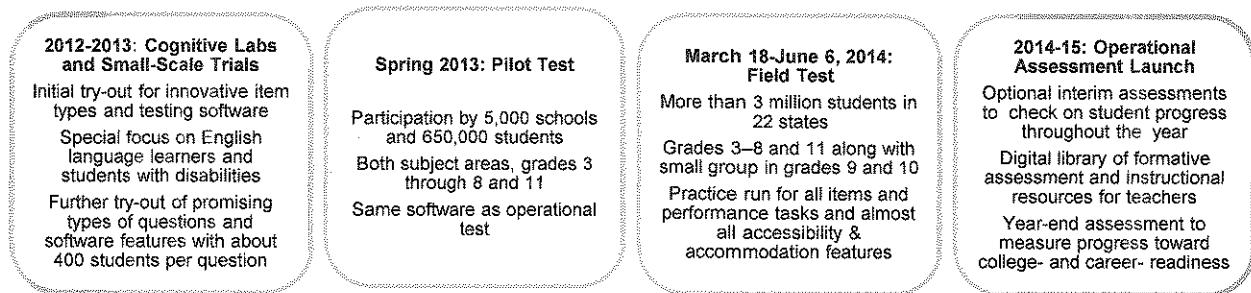 2012-2013: Cognitive Labs
and Small-Scale Trials
Initial try-out for innovative item
types and testing software
Special focus on English
language learners and
students with disabilities
Further try-out of promising
types of questions and
software features with about
400 students per question
Spring 2013: Pilot Test
Participation by 5,000 schools
and 650,000 students
Both subject areas, grades 3
through 8 and 11
Same software as operational
test
March 18-June 6, 2014:
Field Test
More than 3 million students in
22 states
Grades 3–8 and 11 along with
small group in grades 9 and 10
Practice run for all items and
performance tasks and almost
all accessibility &
accommodation features
2014-15: Operational
Assessment Launch
Optional interim assessments
to check on student progress
throughout the year
Digital library of formative
assessment and instructional
resources for teachers
Year-end assessment to
measure progress toward
college- and career- readiness